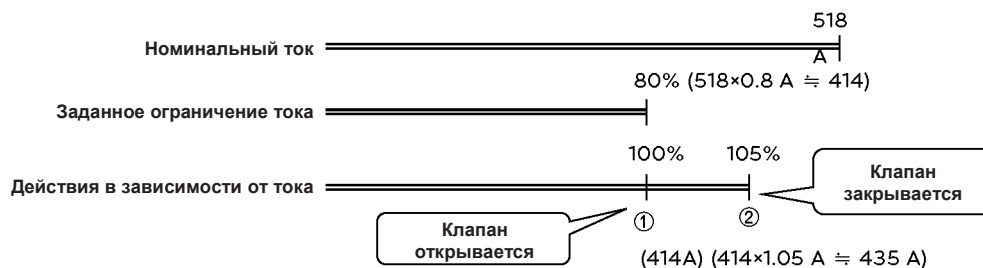 518
Номинальный ток
A
80% (518×0.8 A ≒ 414)
Заданное ограничение тока
100% 105%
Клапан
закрывается
Действия в зависимости от тока
① ②
Клапан
открывается
(414A) (414×1.05 A ≒ 435 A)